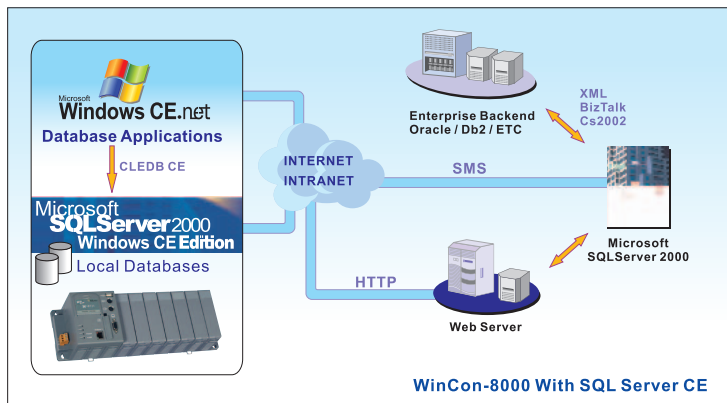 Microsoft
Windows CE.net
Database Applications
CLEDB CE
Microsoft
SQLServer 2000
Windows CE Edition
Local Databases
INTERNET
INTRANET
Enterprise Backend
Oracle / Db2 / ETC
XML
BizTalk
Cs2002
SMS
Microsoft
SQLServer 2000
HTTP
Web Server
WinCon-8000 With SQL Server CE